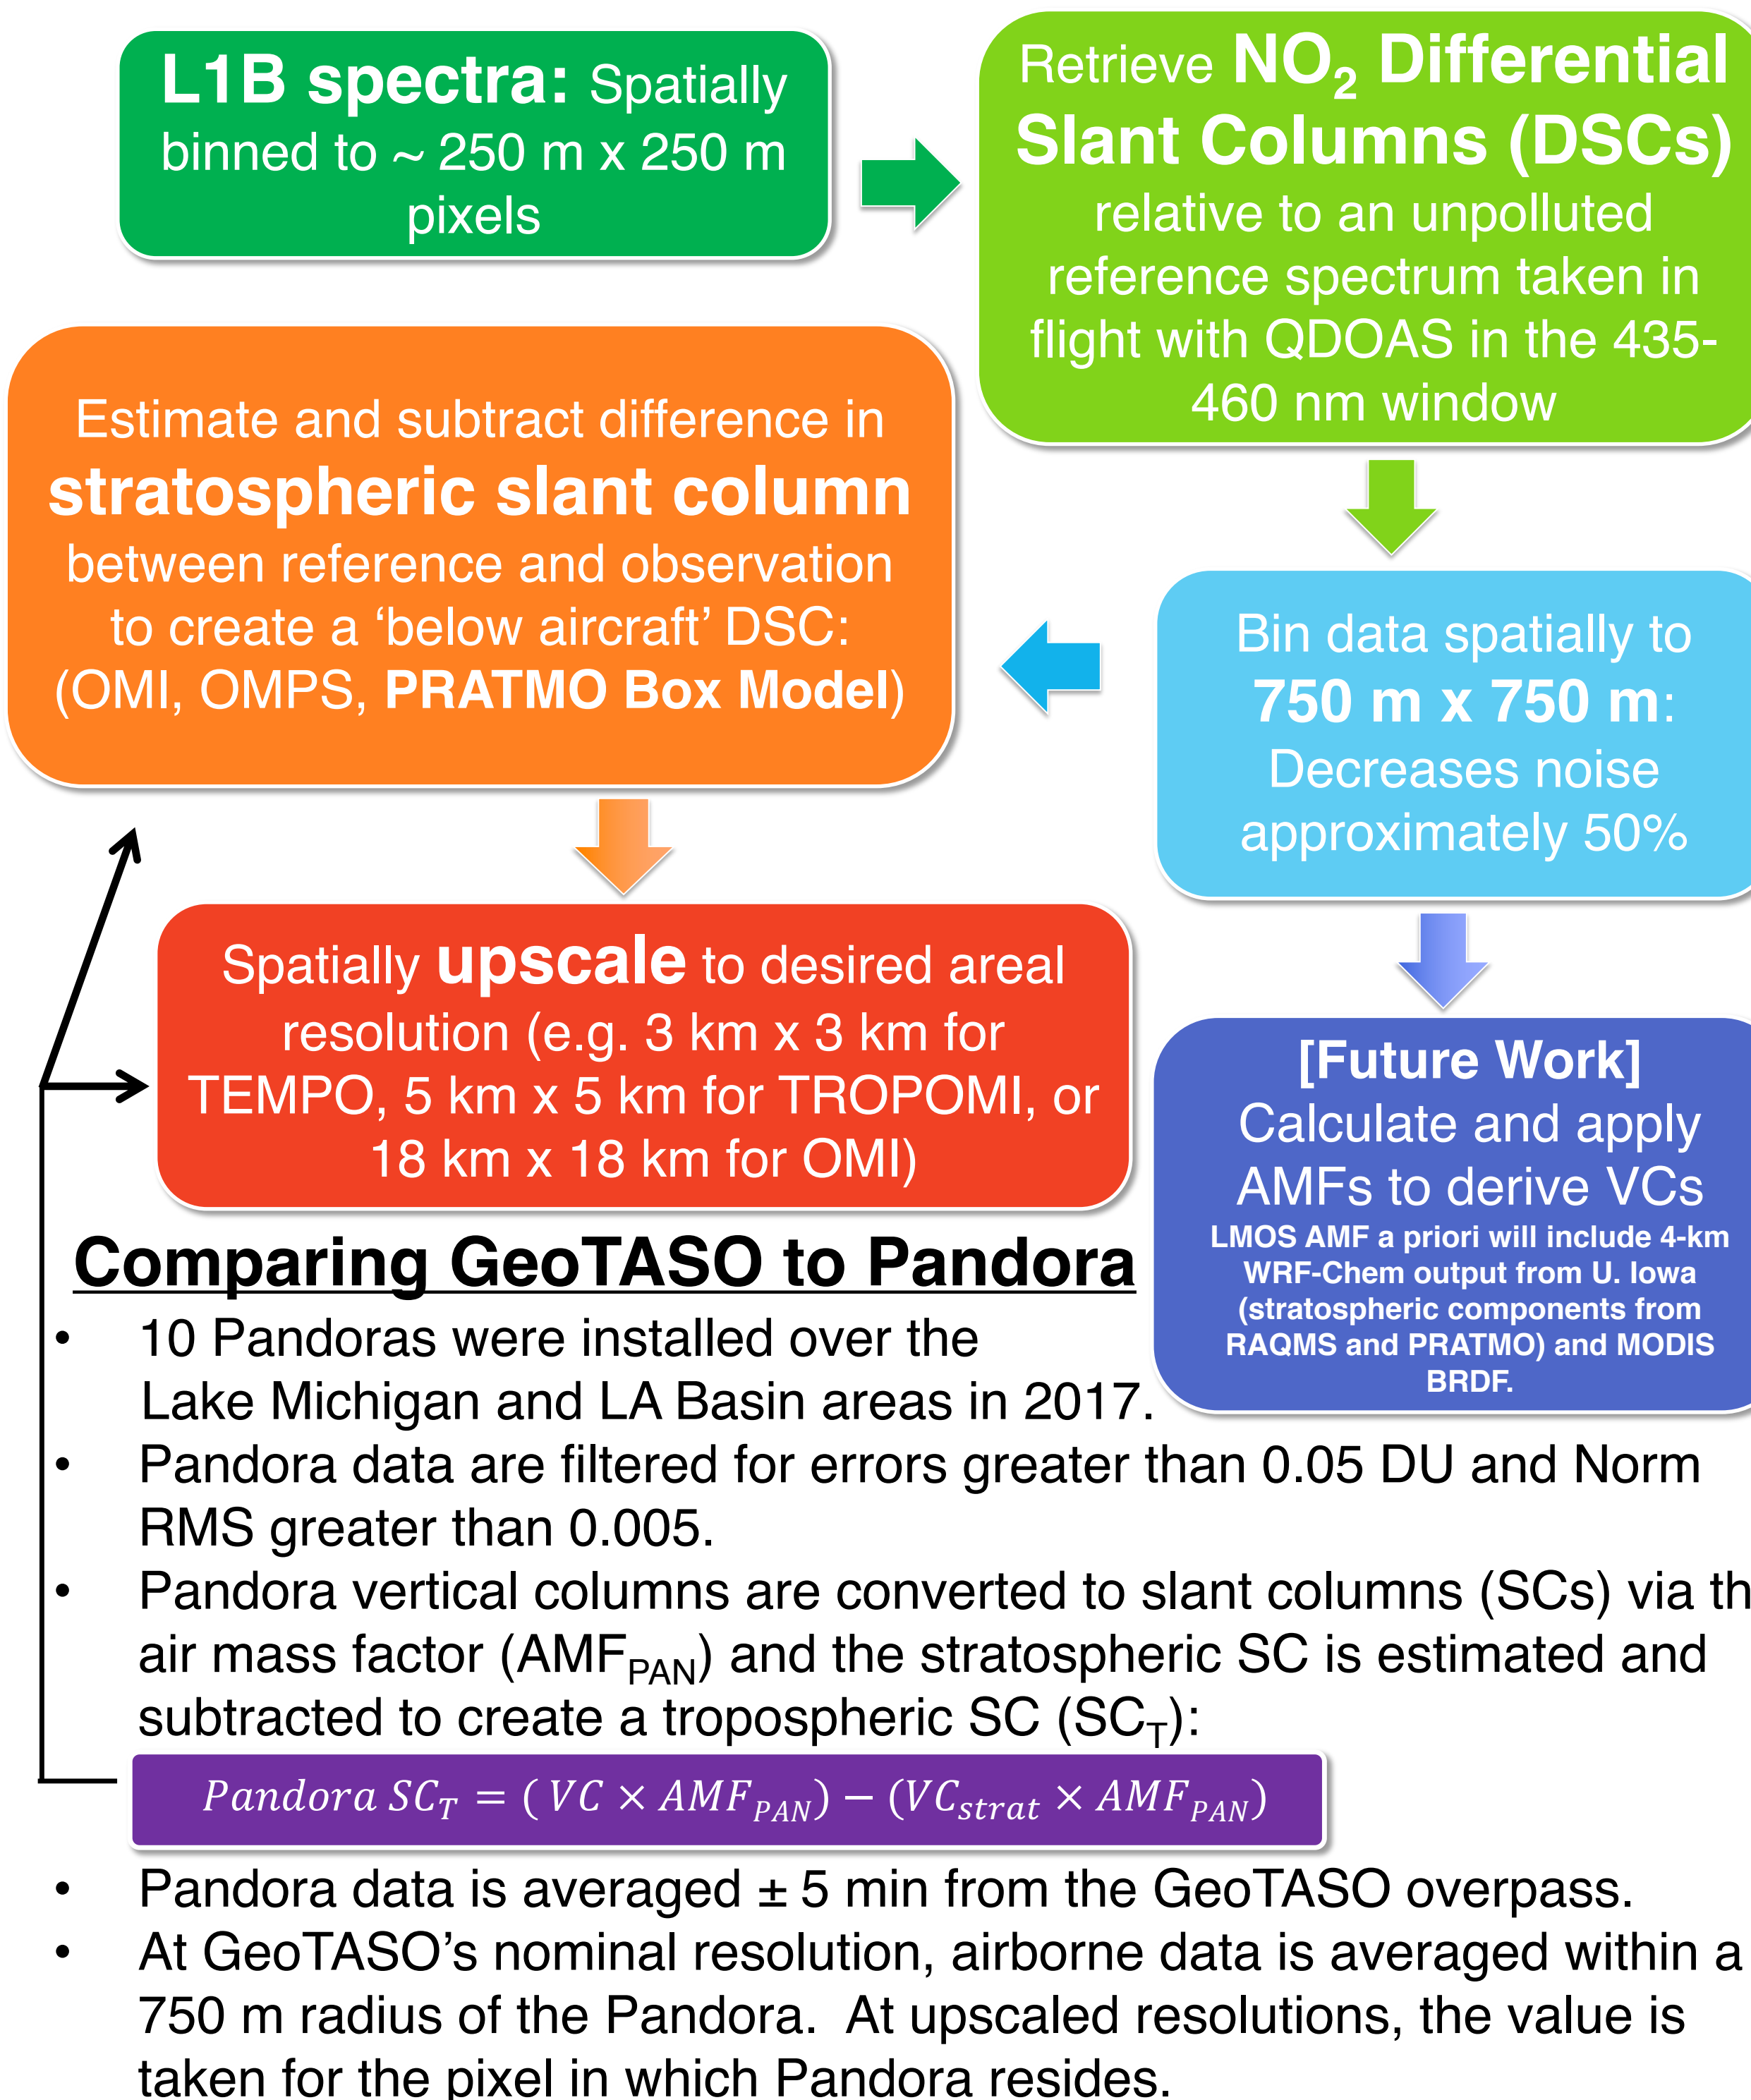 L1B spectra: Spatially
binned to ~ 250 m x 250 m
pixels
Retrieve NO₂ Differential
Slant Columns (DSCs)
relative to an unpolluted
reference spectrum taken in
flight with QDOAS in the 435-
460 nm window
Bin data spatially to
750 m x 750 m:
Decreases noise
approximately 50%
Estimate and subtract difference in
stratospheric slant column
between reference and observation
to create a ‘below aircraft’ DSC:
(OMI, OMPS, PRATMO Box Model)
Spatially upscale to desired areal
resolution (e.g. 3 km x 3 km for
TEMPO, 5 km x 5 km for TROPOMI, or
18 km x 18 km for OMI)
[Future Work]
Calculate and apply
AMFs to derive VCs
LMOS AMF a priori will include 4-km
WRF-Chem output from U. Iowa
(stratospheric components from
RAQMS and PRATMO) and MODIS
BRDF.
Comparing GeoTASO to Pandora
• 10 Pandoras were installed over the
Lake Michigan and LA Basin areas in 2017.
• Pandora data are filtered for errors greater than 0.05 DU and Norm
RMS greater than 0.005.
• Pandora vertical columns are converted to slant columns (SCs) via th
air mass factor (AMF_PAN) and the stratospheric SC is estimated and
subtracted to create a tropospheric SC (SC_T):
Pandora SC_T = ( VC × AMF_PAN) − (VC_strat × AMF_PAN)
• Pandora data is averaged ± 5 min from the GeoTASO overpass.
• At GeoTASO’s nominal resolution, airborne data is averaged within a
750 m radius of the Pandora. At upscaled resolutions, the value is
taken for the pixel in which Pandora resides.